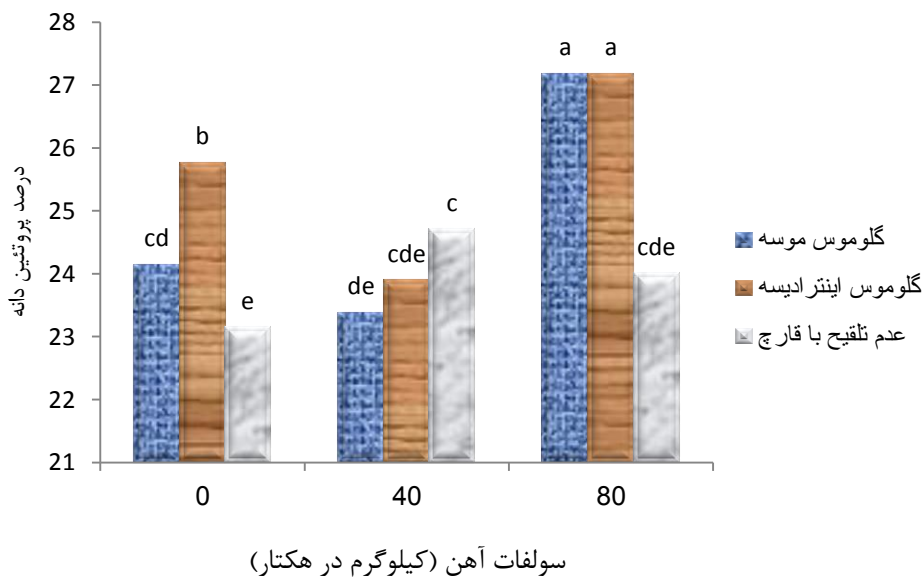 28
27
26
25
24
23
22
21
درصد پروتئین دانه
cd
b
e
de
cde
c
a
a
cde
0
40
80
سولفات آهن (کیلوگرم در هکتار)
گلوموس موسه
گلوموس اینترادیسه
عدم تلقیح با قارچ